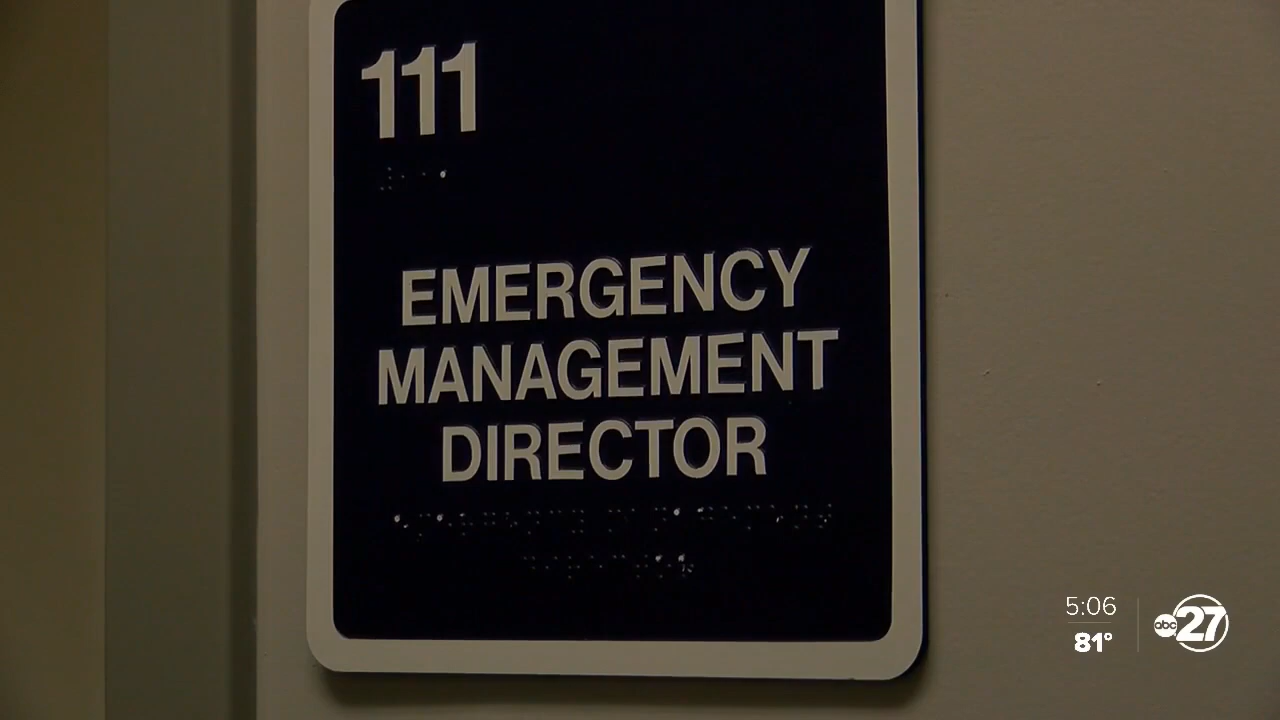 111
EMERGENCY
MANAGEMENT
DIRECTOR
5:06
81°
abc 27